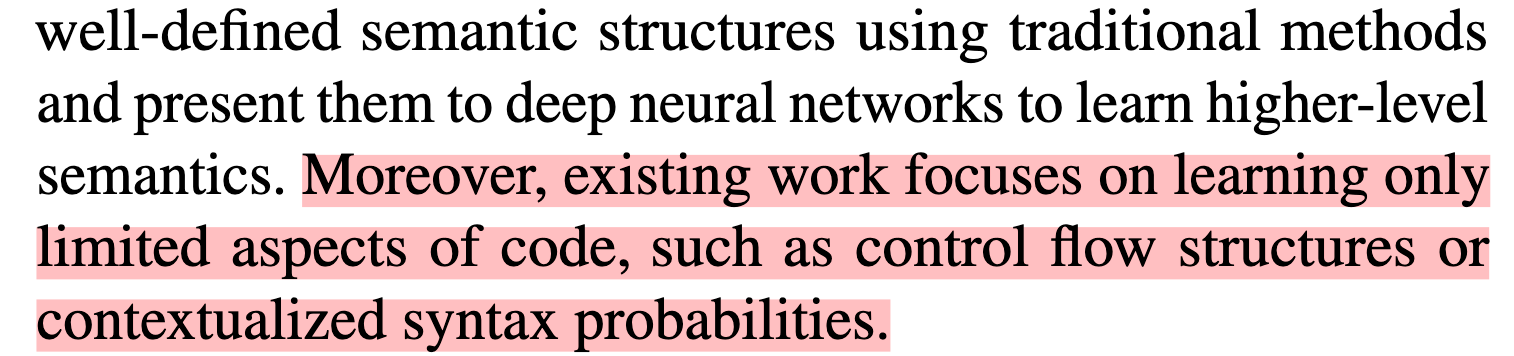 well-defined semantic structures using traditional methods
and present them to deep neural networks to learn higher-level
semantics. Moreover, existing work focuses on learning only
limited aspects of code, such as control flow structures or
contextualized syntax probabilities.